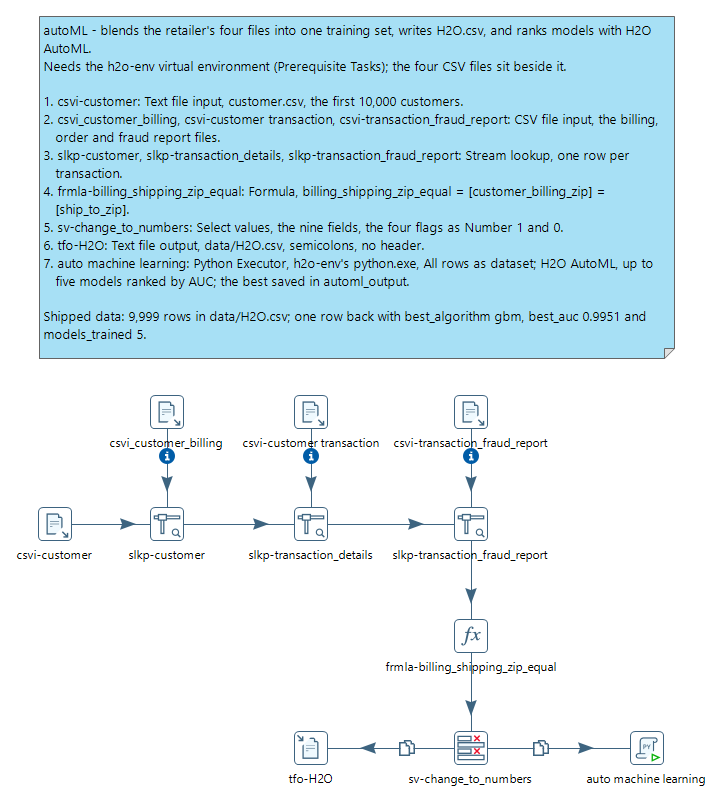 autoML - blends the retailer's four files into one training set, writes H2O.csv, and ranks models with H2O
AutoML.
Needs the h2o-env virtual environment (Prerequisite Tasks); the four CSV files sit beside it.
1. csvi-customer: Text file input, customer.csv, the first 10,000 customers.
2. csvi_customer_billing, csvi-customer transaction, csvi-transaction_fraud_report: CSV file input, the billing,
order and fraud report files.
3. slkp-customer, slkp-transaction_details, slkp-transaction_fraud_report: Stream lookup, one row per
transaction.
4. frmla-billing_shipping_zip_equal: Formula, billing_shipping_zip_equal = [customer_billing_zip] =
[ship_to_zip].
5. sv-change_to_numbers: Select values, the nine fields, the four flags as Number 1 and 0.
6. tfo-H2O: Text file output, data/H2O.csv, semicolons, no header.
7. auto machine learning: Python Executor, h2o-env's python.exe, All rows as dataset; H2O AutoML, up to
five models ranked by AUC; the best saved in automl_output.
Shipped data: 9,999 rows in data/H2O.csv; one row back with best_algorithm gbm, best_auc 0.9951 and
models_trained 5.
csvi_customer_billing
csvi-customer transaction
csvi-transaction_fraud_report
csvi-customer
slkp-customer
slkp-transaction_details
slkp-transaction_fraud_report
fx
frmla-billing_shipping_zip_equal
PY
tfo-H2O
sv-change_to_numbers
auto machine learning